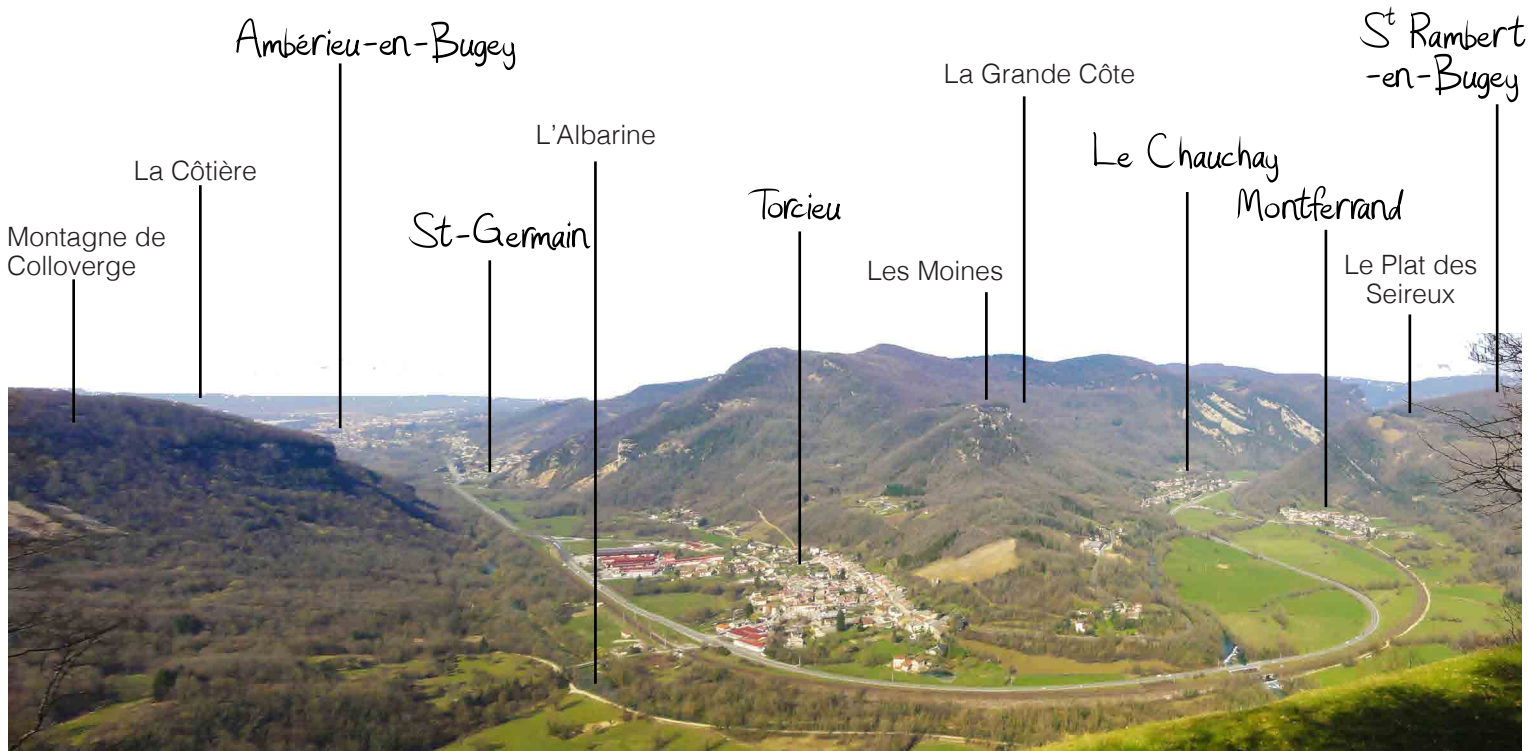 Ambérieu-en-Bugey
St Rambert
-en-Bugey
La Grande Côte
L'Albarine
La Côtière
Le Chauchay
Torcieu
Montferrand
St-Germain
Montagne de
Colloverge
Les Moines
Le Plat des
Seireux